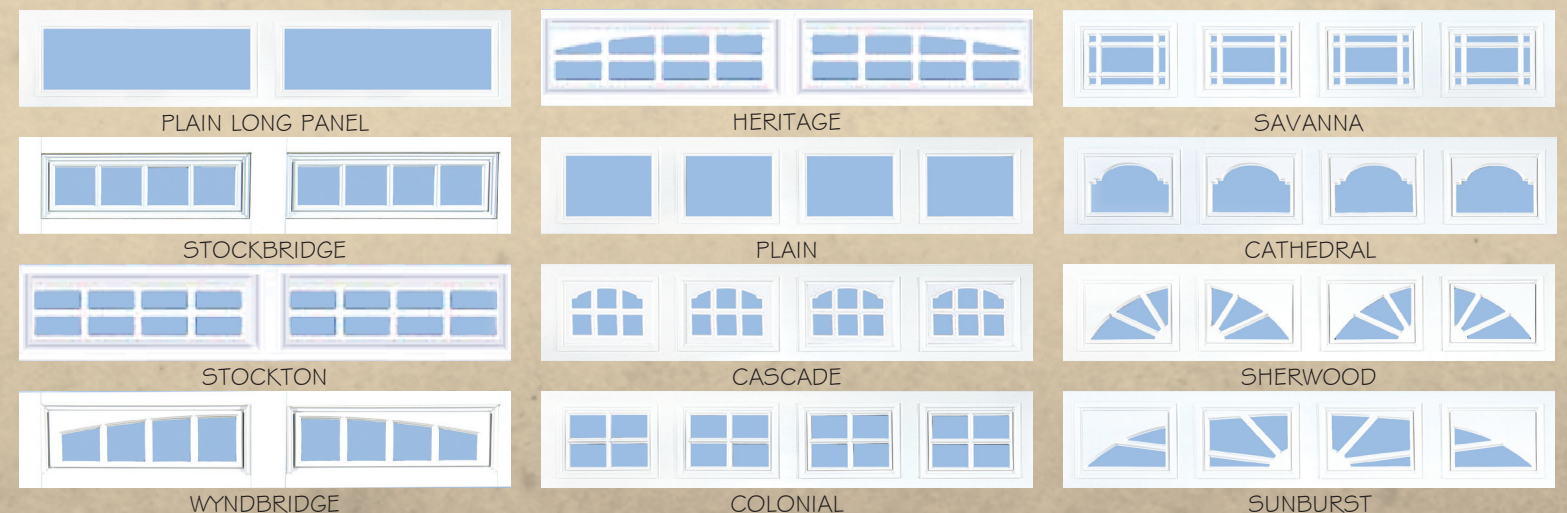 PLAIN LONG PANEL
HERITAGE
SAVANNA
STOCKBRIDGE
PLAIN
CATHEDRAL
STOCKTON
CASCADE
SHERWOOD
WYNDBRIDGE
COLONIAL
SUNBURST